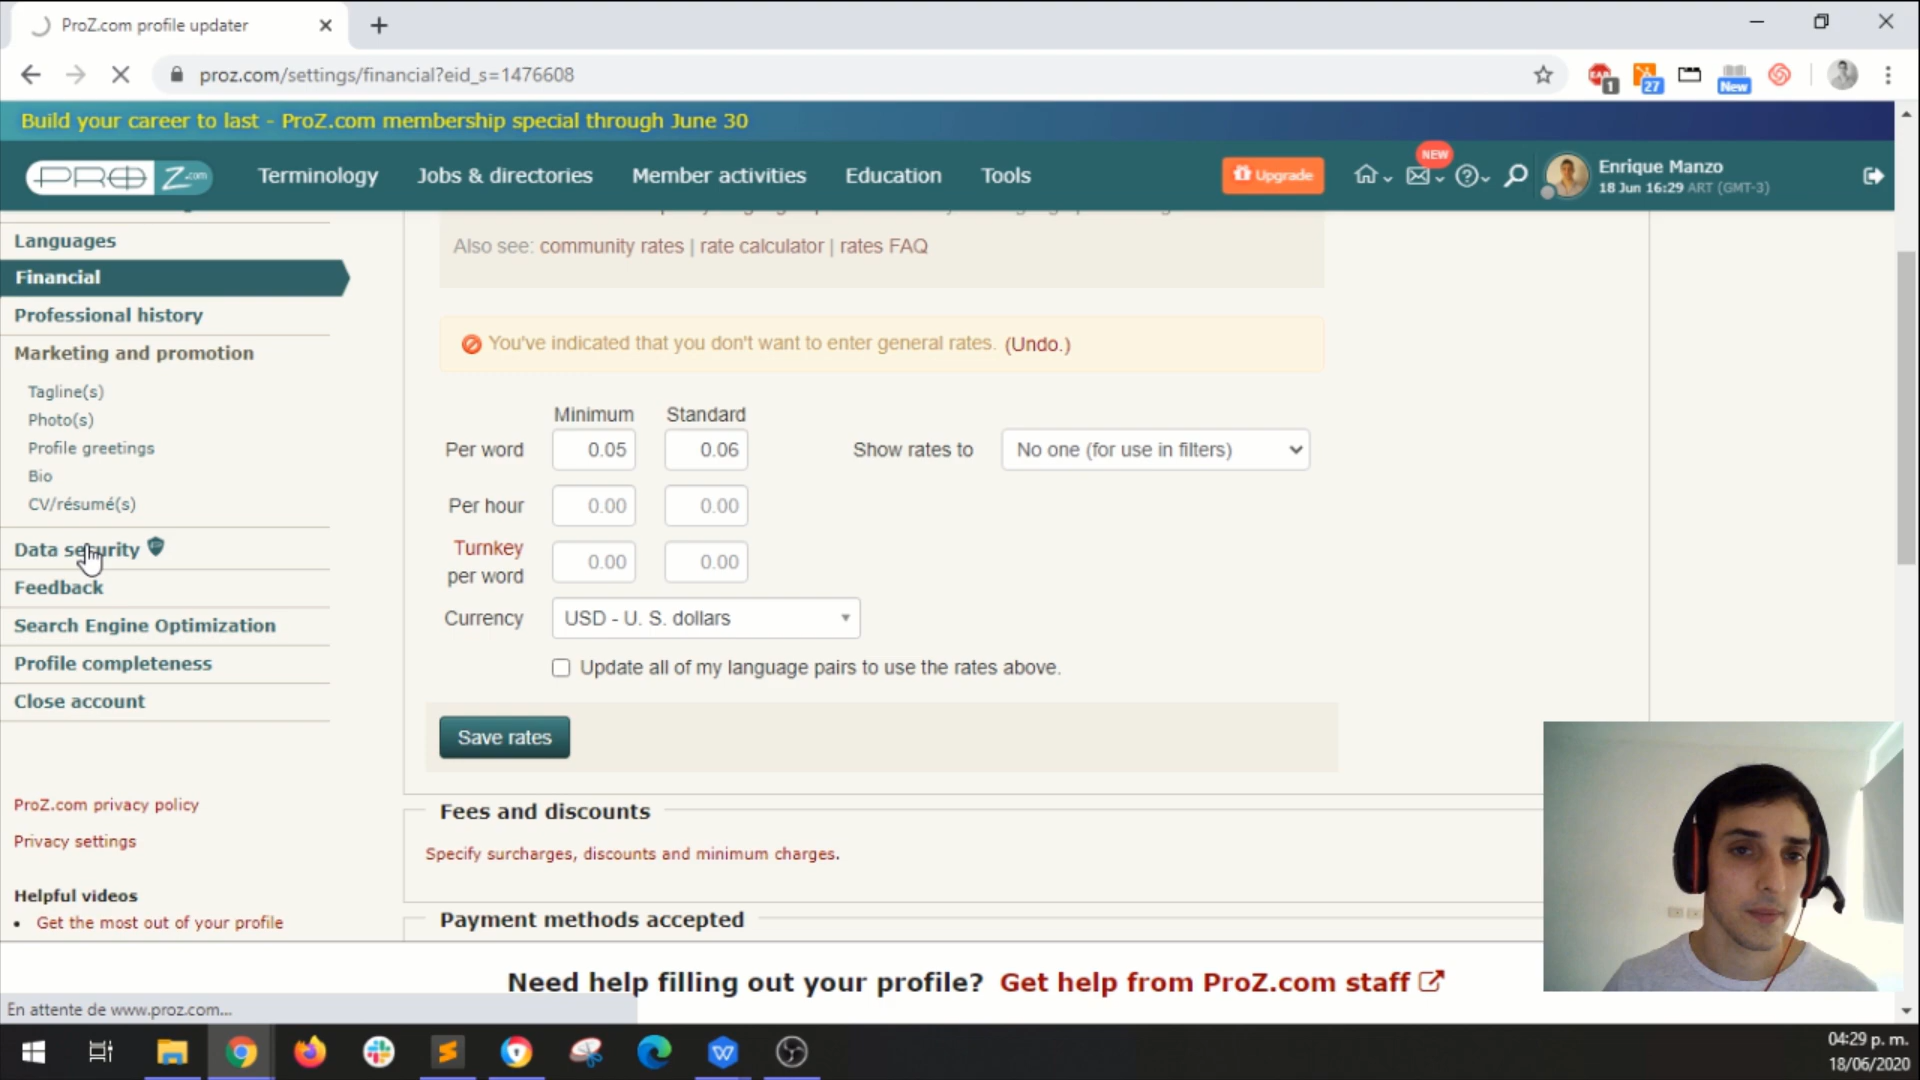 ProZ.com profile updater
proz.com/settings/financial?eid_s=1476608
1
27
New
Build your career to last - ProZ.com membership special through June 30
PROZ.com
Terminology
Jobs & directories
Member activities
Education
Tools
Upgrade
NEW
Enrique Manzo
18 Jun 16:29 ART (GMT-3)
Languages
Financial
Professional history
Marketing and promotion
Tagline(s)
Photo(s)
Profile greetings
Bio
CV/résumé(s)
Data security
Feedback
Search Engine Optimization
Profile completeness
Close account
ProZ.com privacy policy
Privacy settings
Helpful videos
• Get the most out of your profile
Also see: community rates | rate calculator | rates FAQ
You've indicated that you don't want to enter general rates. (Undo.)
Minimum Standard
Per word 0.05 0.06 Show rates to No one (for use in filters)
Per hour 0.00 0.00
Turnkey
per word 0.00 0.00
Currency USD - U. S. dollars
Update all of my language pairs to use the rates above.
Save rates
Fees and discounts
Specify surcharges, discounts and minimum charges.
Payment methods accepted
Need help filling out your profile? Get help from ProZ.com staff
En attente de www.proz.com...
04:29 p. m.
18/06/2020